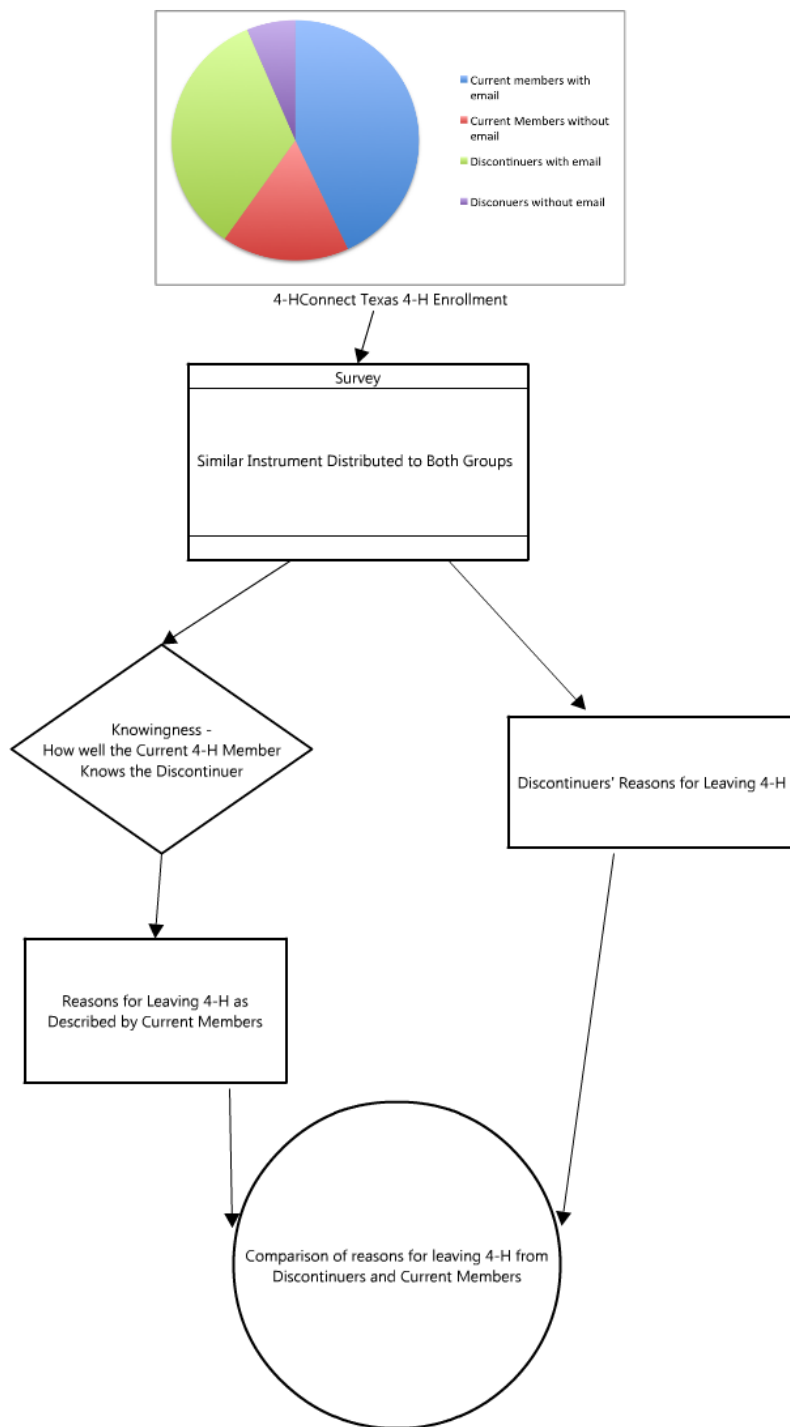 Current members with
email
Current Members without
email
Discontinuers with email
Disconuers without email
4-HConnect Texas 4-H Enrollment
Survey
Similar Instrument Distributed to Both Groups
Knowingness -
How well the Current 4-H Member
Knows the Discontinuer
Discontinuers' Reasons for Leaving 4-H
Reasons for Leaving 4-H as
Described by Current Members
Comparison of reasons for leaving 4-H from
Discontinuers and Current Members